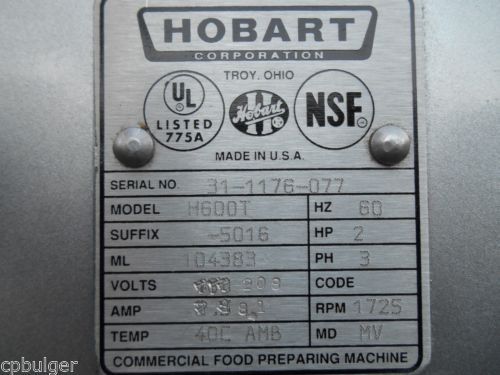 HOBART
CORPORATION
TROY, OHIO
UL
LISTED
775A
Hobart
NSF
MADE IN U.S.A.
SERIAL NO. 31-1176-077
MODEL H600T HZ 60
SUFFIX -5016 HP 2
ML 104383 PH 3
VOLTS 209 CODE
AMP RPM 1725
TEMP 40C AMB MD MV
COMMERCIAL FOOD PREPARING MACHINE
cpbulger